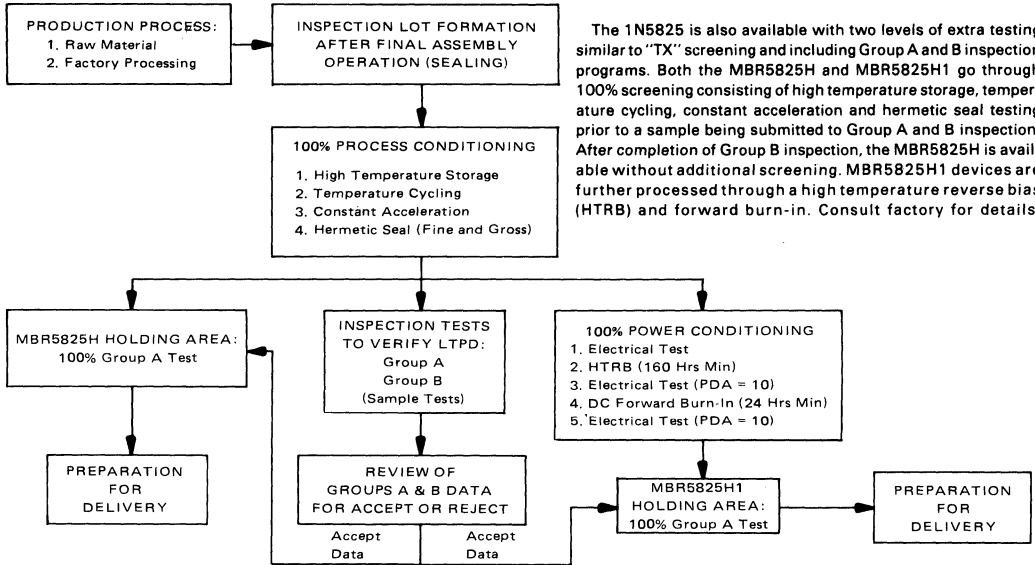 PRODUCTION PROCESS:
1. Raw Material
2. Factory Processing
INSPECTION LOT FORMATION
AFTER FINAL ASSEMBLY
OPERATION (SEALING)
The 1N5825 is also available with two levels of extra testing
similar to "TX" screening and including Group A and B inspection
programs. Both the MBR5825H and MBR5825H1 go through
100% screening consisting of high temperature storage, temper-
ature cycling, constant acceleration and hermetic seal testing
prior to a sample being submitted to Group A and B inspection
After completion of Group B inspection, the MBR5825H is avail
able without additional screening. MBR5825H1 devices are
further processed through a high temperature reverse bias
(HTRB) and forward burn-in. Consult factory for details
100% PROCESS CONDITIONING
1. High Temperature Storage
2. Temperature Cycling
3. Constant Acceleration
4. Hermetic Seal (Fine and Gross)
MBR5825H HOLDING AREA:
100% Group A Test
INSPECTION TESTS
TO VERIFY LTPD:
Group A
Group B
(Sample Tests)
100% POWER CONDITIONING
1. Electrical Test
2. HTRB (160 Hrs Min)
3. Electrical Test (PDA = 10)
4. DC Forward Burn-In (24 Hrs Min)
5. Electrical Test (PDA = 10)
PREPARATION
FOR
DELIVERY
REVIEW OF
GROUPS A & B DATA
FOR ACCEPT OR REJECT
MBR5825H1
HOLDING AREA:
100% Group A Test
PREPARATION
FOR
DELIVERY
Accept
Data
Accept
Data